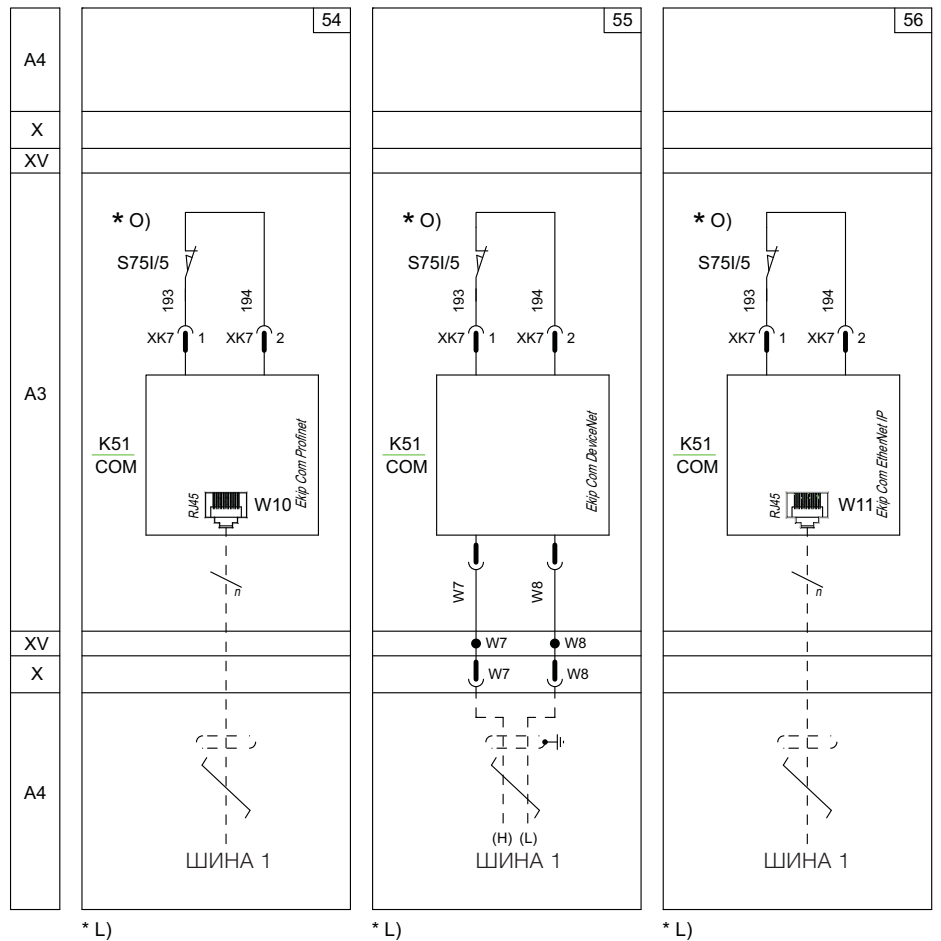 A4
X
XV
A3
XV
X
A4
54
* O)
S75I/5
193
194
XK7 1
XK7 2
K51
COM
Ekip Com Profinet
RJ45
W10
n
ШИНА 1
* L)
55
* O)
S75I/5
193
194
XK7 1
XK7 2
K51
COM
Ekip Com DeviceNet
W7
W8
W7
W8
W7
W8
(H) (L)
ШИНА 1
* L)
56
* O)
S75I/5
193
194
XK7 1
XK7 2
K51
COM
Ekip Com EtherNet IP
RJ45
W11
n
ШИНА 1
* L)